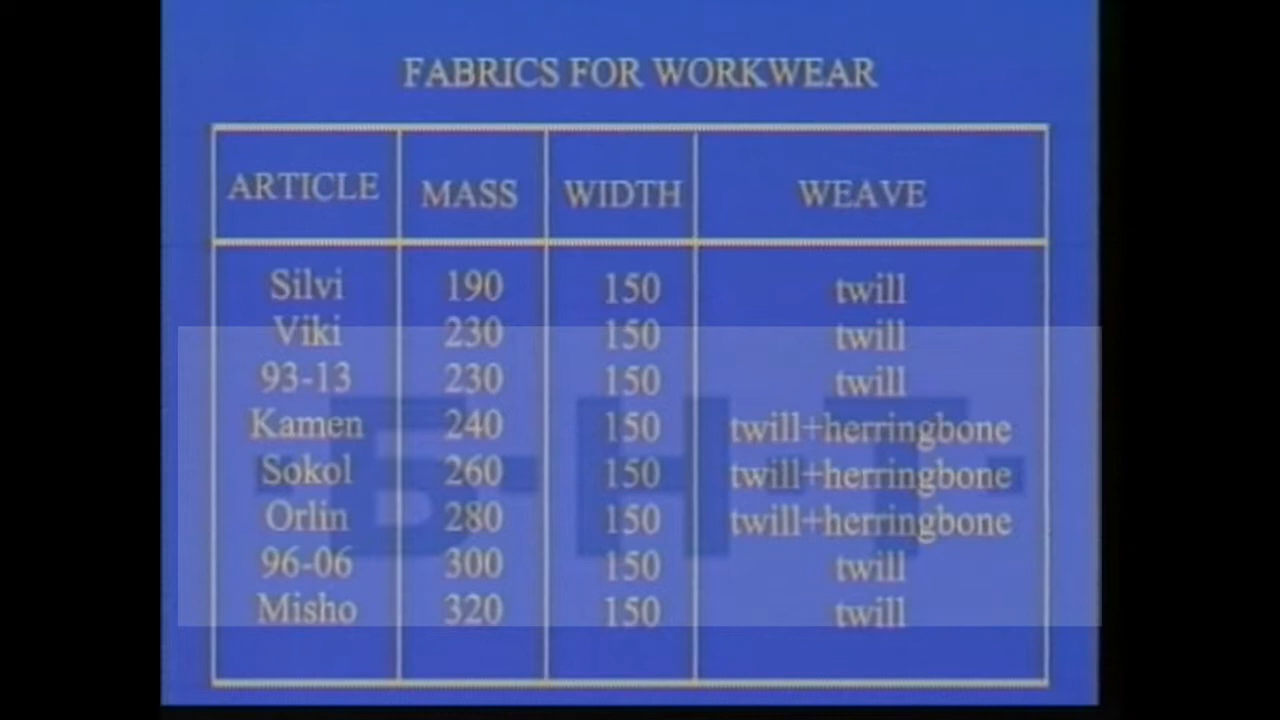 FABRICS FOR WORKWEAR
ARTICLE MASS WIDTH WEAVE
Silvi 190 150 twill
Viki 230 150 twill
93-13 230 150 twill
Kamen 240 150 twill+herringbone
Sokol 260 150 twill+herringbone
Orlin 280 150 twill+herringbone
96-06 300 150 twill
Misho 320 150 twill
·Б·Н·Т·